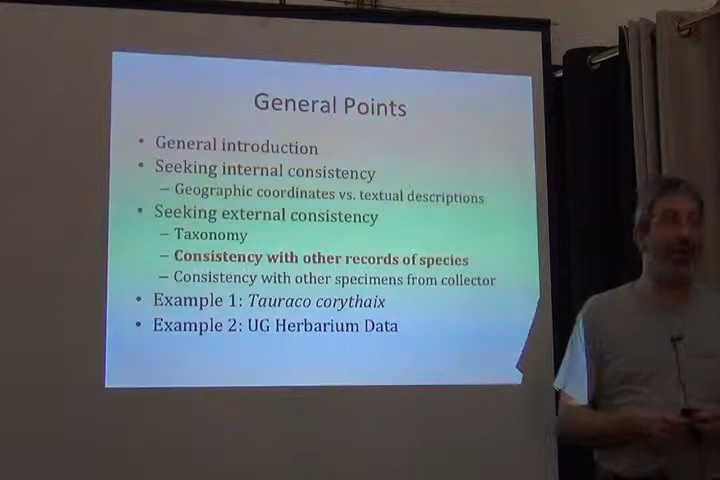 General Points
• General introduction
• Seeking internal consistency
– Geographic coordinates vs. textual descriptions
• Seeking external consistency
– Taxonomy
– Consistency with other records of species
– Consistency with other specimens from collector
• Example 1: Tauraco corythaix
• Example 2: UG Herbarium Data